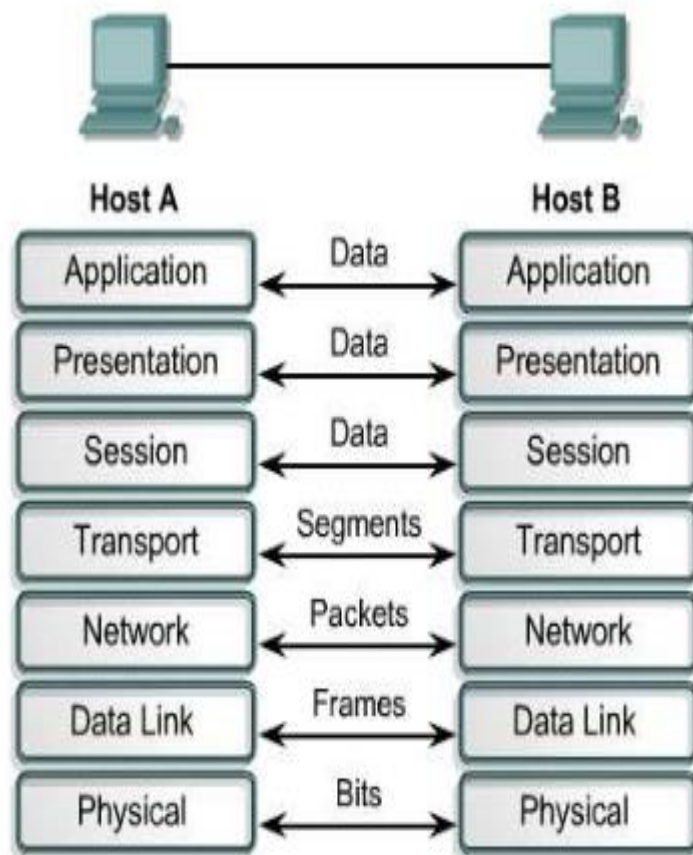 Host A
Host B
Application
Data
Application
Presentation
Data
Presentation
Session
Data
Session
Transport
Segments
Transport
Network
Packets
Network
Data Link
Frames
Data Link
Physical
Bits
Physical